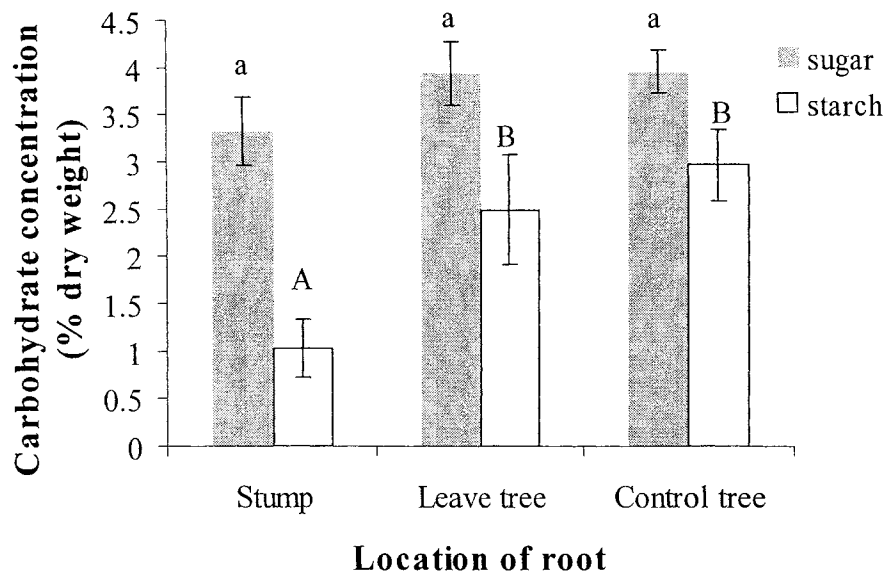 Carbohydrate concentration
(% dry weight)
4.5
4
3.5
3
2.5
2
1.5
1
0.5
0
a
A
a
B
a
B
sugar
starch
Stump
Leave tree
Control tree
Location of root